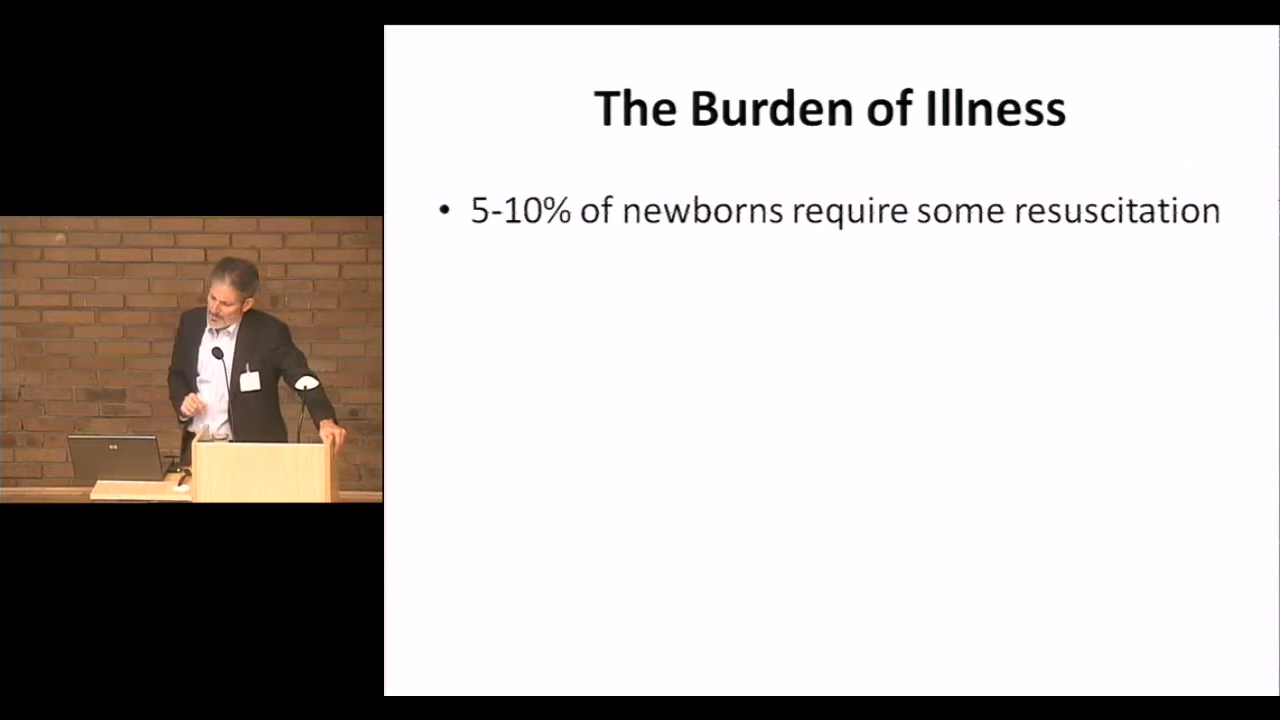 The Burden of Illness
• 5-10% of newborns require some resuscitation